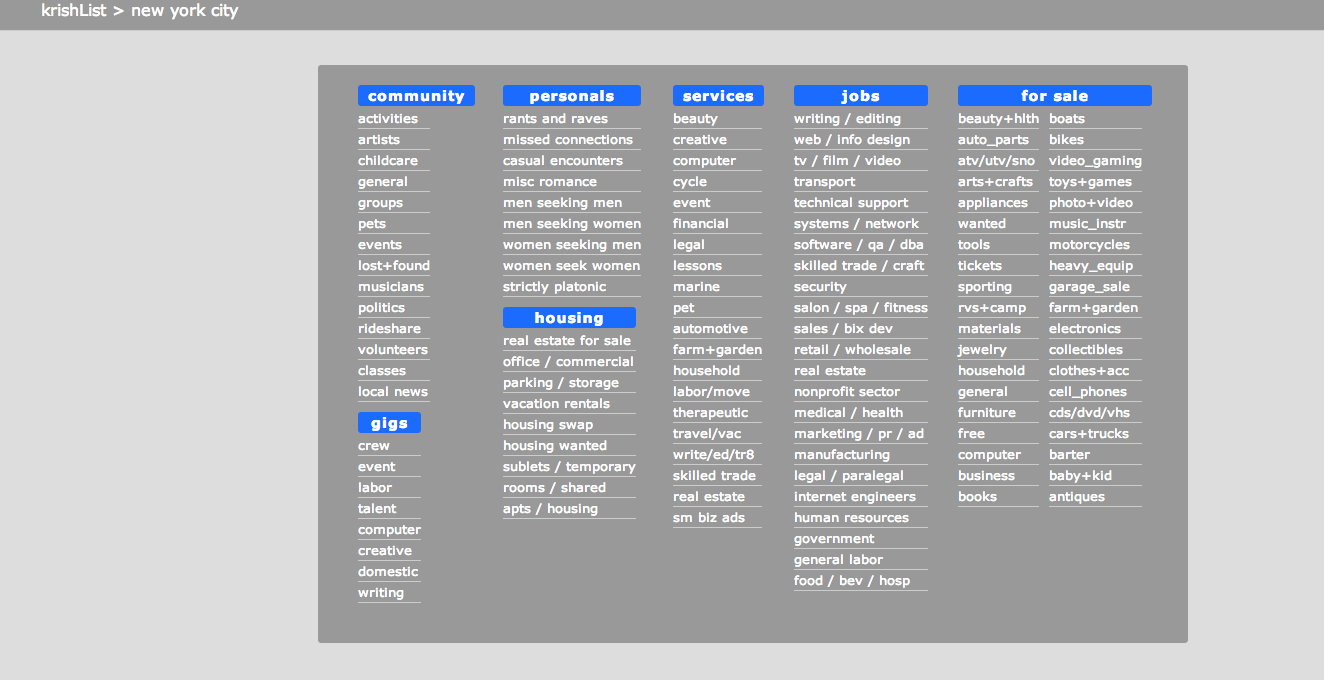 krishList > new york city
community
activities
artists
childcare
general
groups
pets
events
lost+found
musicians
politics
rideshare
volunteers
classes
local news
gigs
crew
event
labor
talent
computer
creative
domestic
writing
personals
rants and raves
missed connections
casual encounters
misc romance
men seeking men
men seeking women
women seeking men
women seek women
strictly platonic
housing
real estate for sale
office / commercial
parking / storage
vacation rentals
housing swap
housing wanted
sublets / temporary
rooms / shared
apts / housing
services
beauty
creative
computer
cycle
event
financial
legal
lessons
marine
pet
automotive
farm+garden
household
labor/move
therapeutic
travel/vac
write/ed/tr8
skilled trade
real estate
sm biz ads
jobs
writing / editing
web / info design
tv / film / video
transport
technical support
systems / network
software / qa / dba
skilled trade / craft
security
salon / spa / fitness
sales / bix dev
retail / wholesale
real estate
nonprofit sector
medical / health
marketing / pr / ad
manufacturing
legal / paralegal
internet engineers
human resources
government
general labor
food / bev / hosp
for sale
beauty+hlth
auto_parts
atv/utv/sno
arts+crafts
appliances
wanted
tools
tickets
sporting
rvs+camp
materials
jewelry
household
general
furniture
free
computer
business
books
boats
bikes
video_gaming
toys+games
photo+video
music_instr
motorcycles
heavy_equip
garage_sale
farm+garden
electronics
collectibles
clothes+acc
cell_phones
cds/dvd/vhs
cars+trucks
barter
baby+kid
antiques